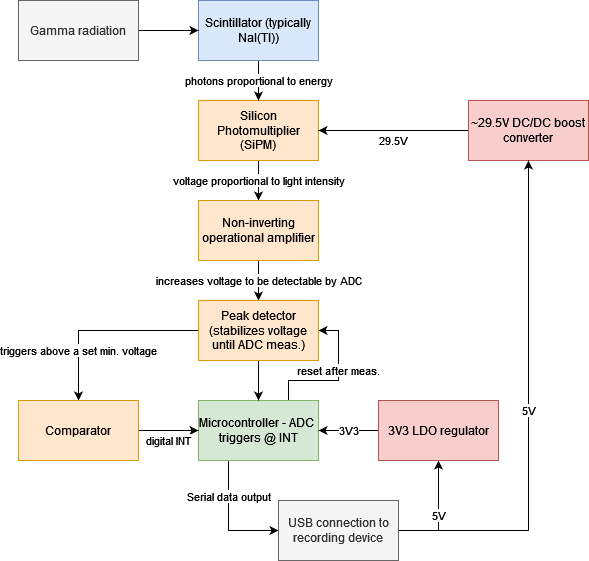 Gamma radiation
Scintillator (typically
NaI(Tl))
photons proportional to energy
Silicon
Photomultiplier
(SiPM)
29.5V
~29.5V DC/DC boost
converter
voltage proportional to light intensity
Non-inverting
operational amplifier
increases voltage to be detectable by ADC
Peak detector
(stabilizes voltage
until ADC meas.)
triggers above a set min. voltage
reset after meas.
Comparator
digital INT
Microcontroller - ADC
triggers @ INT
3V3
3V3 LDO regulator
5V
Serial data output
USB connection to
recording device
5V